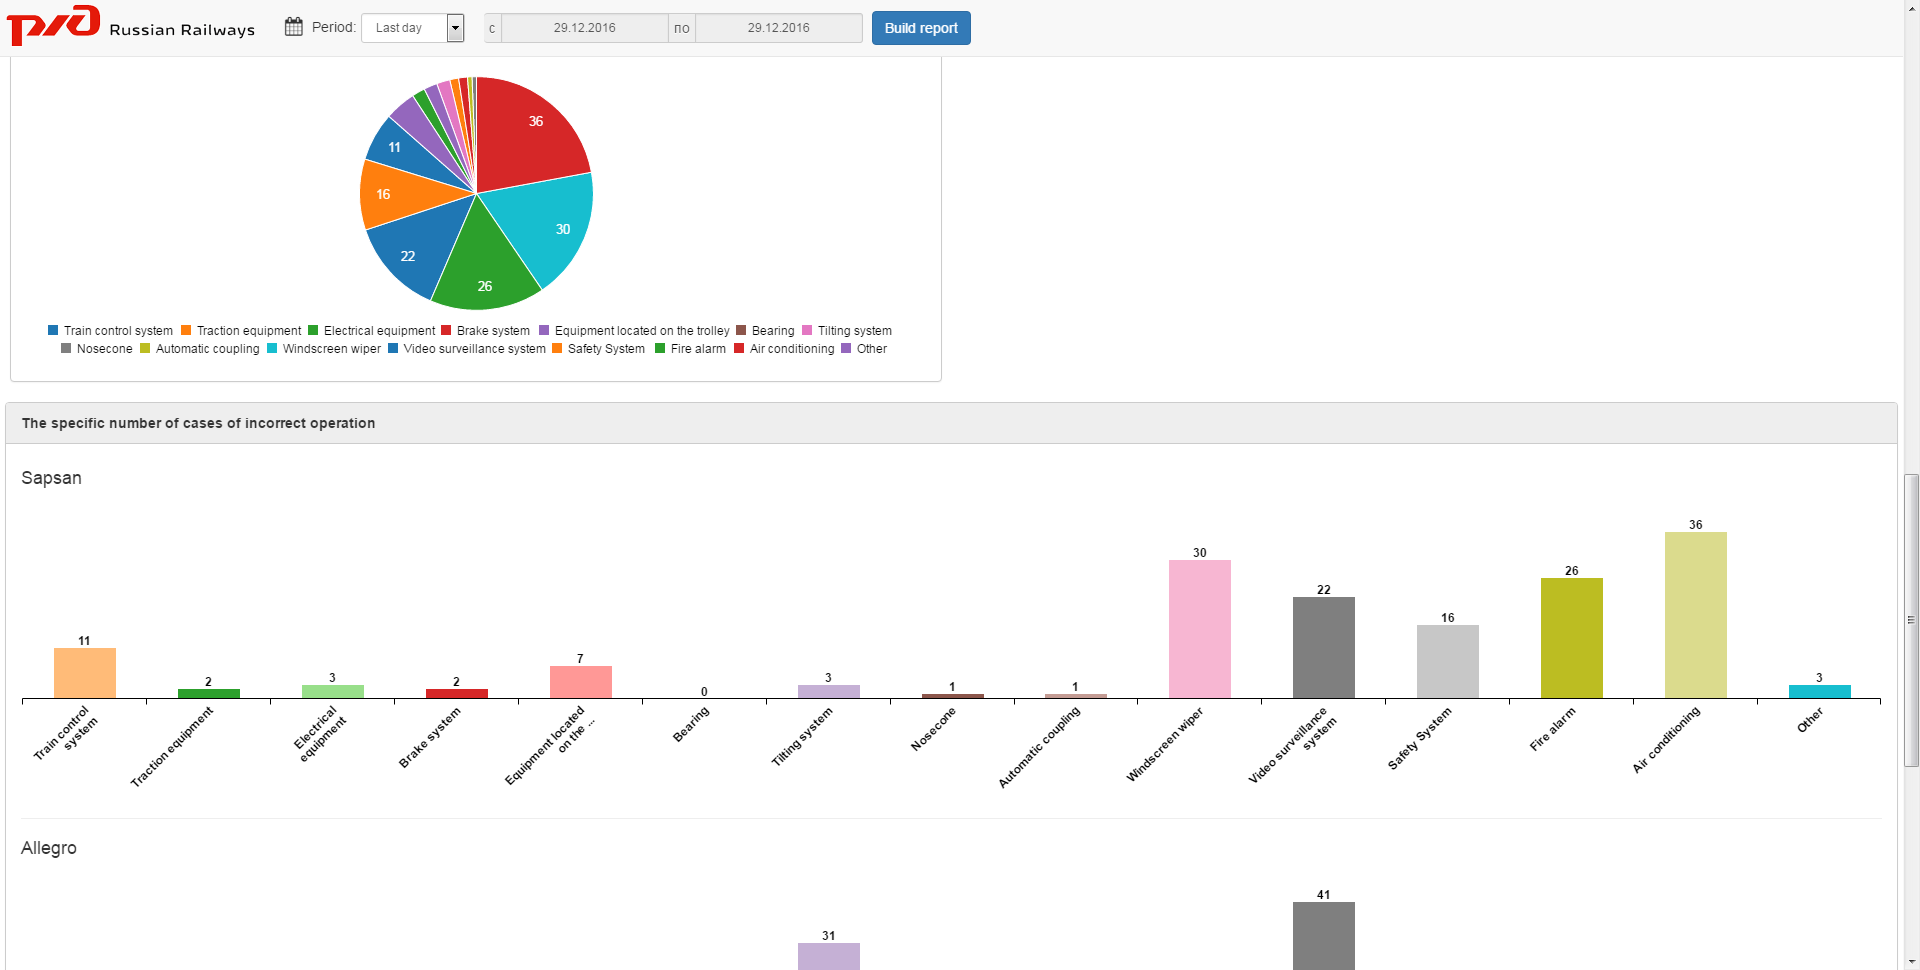 Russian Railways
Period: Last day с 29.12.2016 по 29.12.2016 Build report
36
11
16
30
22
26
Train control system Traction equipment Electrical equipment Brake system Equipment located on the trolley Bearing Tilting system
Nosecone Automatic coupling Windscreen wiper Video surveillance system Safety System Fire alarm Air conditioning Other
The specific number of cases of incorrect operation
Sapsan
11 2 3 2 7 0 3 1 1 30 22 16 26 36 3
Train control
system
Traction equipment
Electrical
equipment
Brake system
Equipment located
on the ...
Bearing
Tilting system
Nosecone
Automatic coupling
Windscreen wiper
Video surveillance
system
Safety System
Fire alarm
Air conditioning
Other
Allegro
41
31